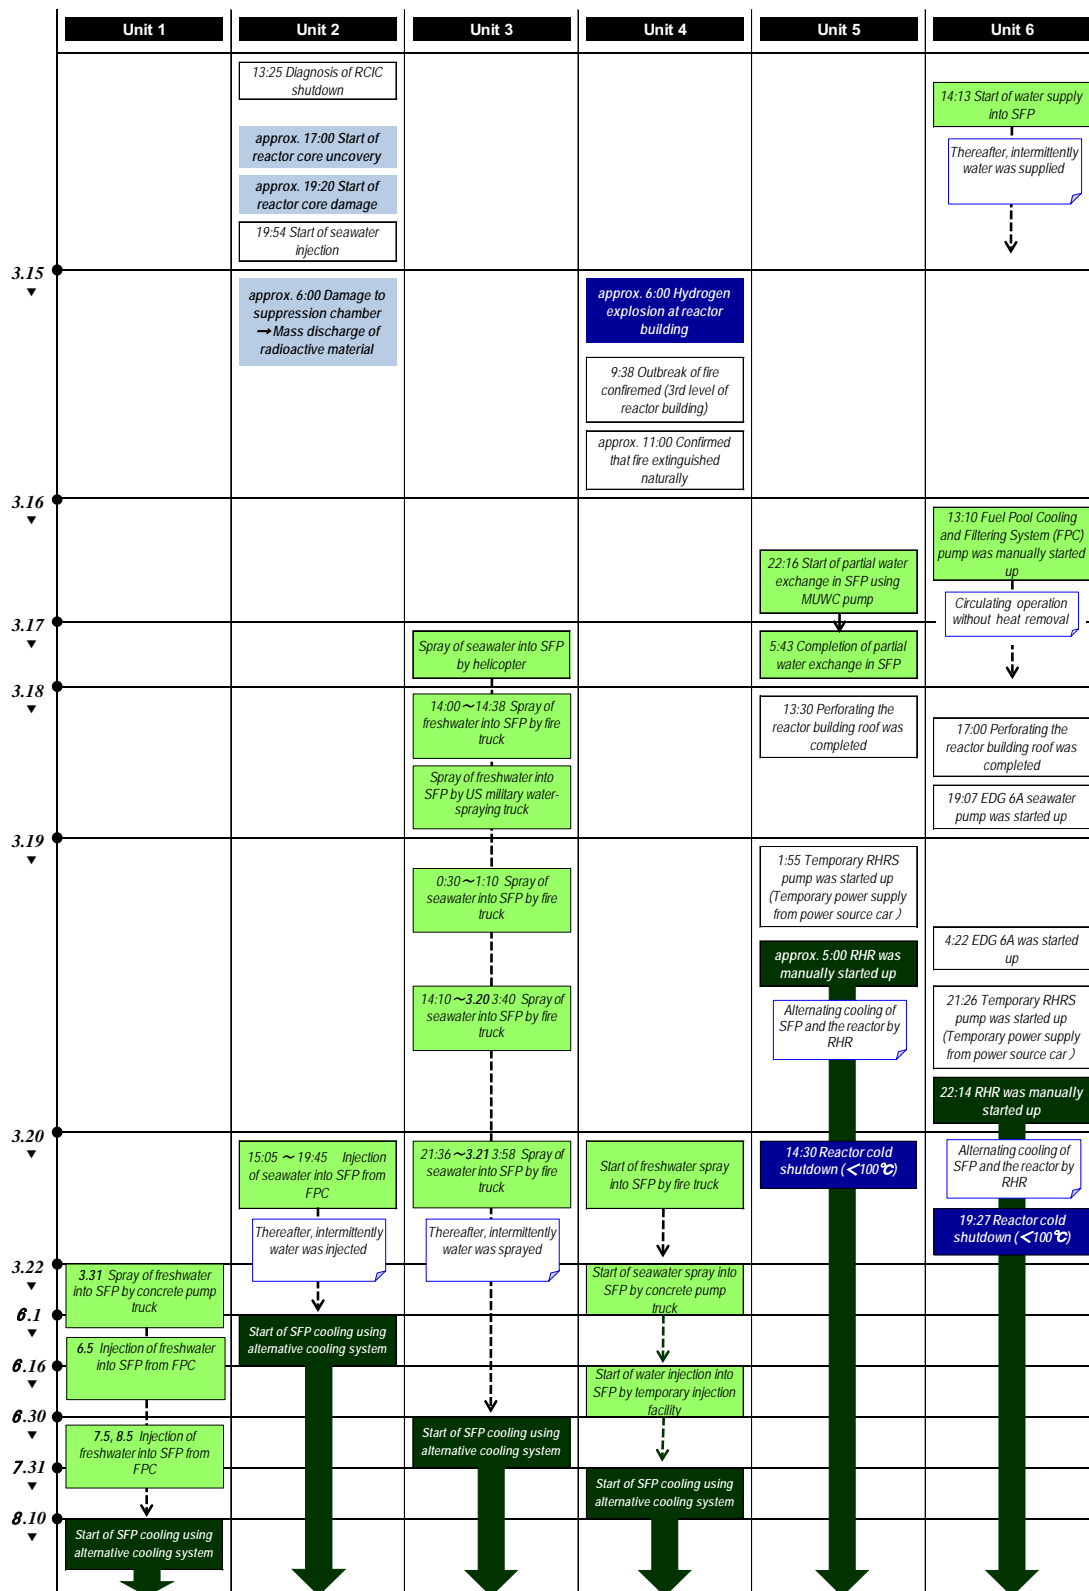 Unit 1
Unit 2
Unit 3
Unit 4
Unit 5
Unit 6
13:25 Diagnosis of RCIC
shutdown
14:13 Start of water supply
into SFP
approx. 17:00 Start of
reactor core uncovery
Thereafter, intermittently
water was supplied
approx. 19:20 Start of
reactor core damage
19:54 Start of seawater
injection
3.15
▼
approx. 6:00 Damage to
suppression chamber
→Mass discharge of
radioactive material
approx. 6:00 Hydrogen
explosion at reactor
building
9:38 Outbreak of fire
confiremed (3rd level of
reactor building)
approx. 11:00 Confirmed
that fire extinguished
naturally
3.16
▼
13:10 Fuel Pool Cooling
and Filtering System (FPC)
pump was manually started
up
22:16 Start of partial water
exchange in SFP using
MUWC pump
Circulating operation
without heat removal
3.17
▼
Spray of seawater into SFP
by helicopter
5:43 Completion of partial
water exchange in SFP
3.18
▼
14:00～14:38 Spray of
freshwater into SFP by fire
truck
13:30 Perforating the
reactor building roof was
completed
17:00 Perforating the
reactor building roof was
completed
Spray of freshwater into
SFP by US military water-
spraying truck
19:07 EDG 6A seawater
pump was started up
3.19
▼
0:30～1:10 Spray of
seawater into SFP by fire
truck
1:55 Temporary RHRS
pump was started up
(Temporary power supply
from power source car）
4:22 EDG 6A was started
up
approx. 5:00 RHR was
manually started up
14:10～3.20 3:40 Spray of
seawater into SFP by fire
truck
Alternating cooling of
SFP and the reactor by
RHR
21:26 Temporary RHRS
pump was started up
(Temporary power supply
from power source car）
22:14 RHR was manually
started up
3.20
▼
15:05 ～ 19:45 Injection
of seawater into SFP from
FPC
21:36～3.21 3:58 Spray of
seawater into SFP by fire
truck
Start of freshwater spray
into SFP by fire truck
14:30 Reactor cold
shutdown (＜100℃)
Alternating cooling of
SFP and the reactor by
RHR
Thereafter, intermittently
water was injected
Thereafter, intermittently
water was sprayed
19:27 Reactor cold
shutdown (＜100℃)
3.22
▼
3.31 Spray of freshwater
into SFP by concrete pump
truck
Start of seawater spray into
SFP by concrete pump
truck
6.1
▼
Start of SFP cooling using
alternative cooling system
6.5 Injection of freshwater
into SFP from FPC
6.16
▼
Start of water injection into
SFP by temporary injection
facility
6.30
▼
7.5, 8.5 Injection of
freshwater into SFP from
FPC
Start of SFP cooling using
alternative cooling system
7.31
▼
Start of SFP cooling using
alternative cooling system
8.10
▼
Start of SFP cooling using
alternative cooling system